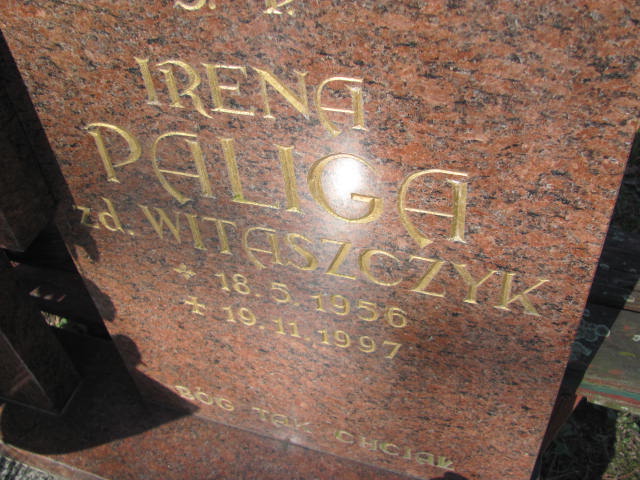 Ś. P.
IRENA
PALIGA
zd. WITASZCZYK
* 18. 5. 1956
+ 19. 11. 1997
BÓG TAK CHCIAŁ